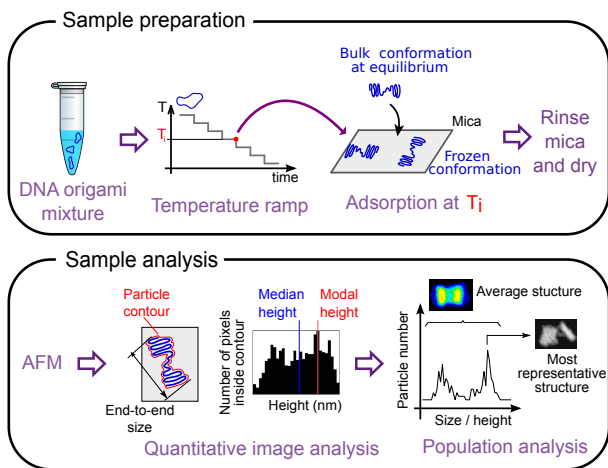 Sample preparation
DNA origami
mixture
T
Ti
time
Temperature ramp
Bulk conformation
at equilibrium
Mica
Frozen
conformation
Adsorption at Ti
Rinse
mica
and dry
Sample analysis
AFM
Particle
contour
End-to-end
size
Median
height
Modal
height
Number of pixels
inside contour
Height (nm)
Quantitative image analysis
Average stucture
Particle number
Most
representative
structure
Size / height
Population analysis